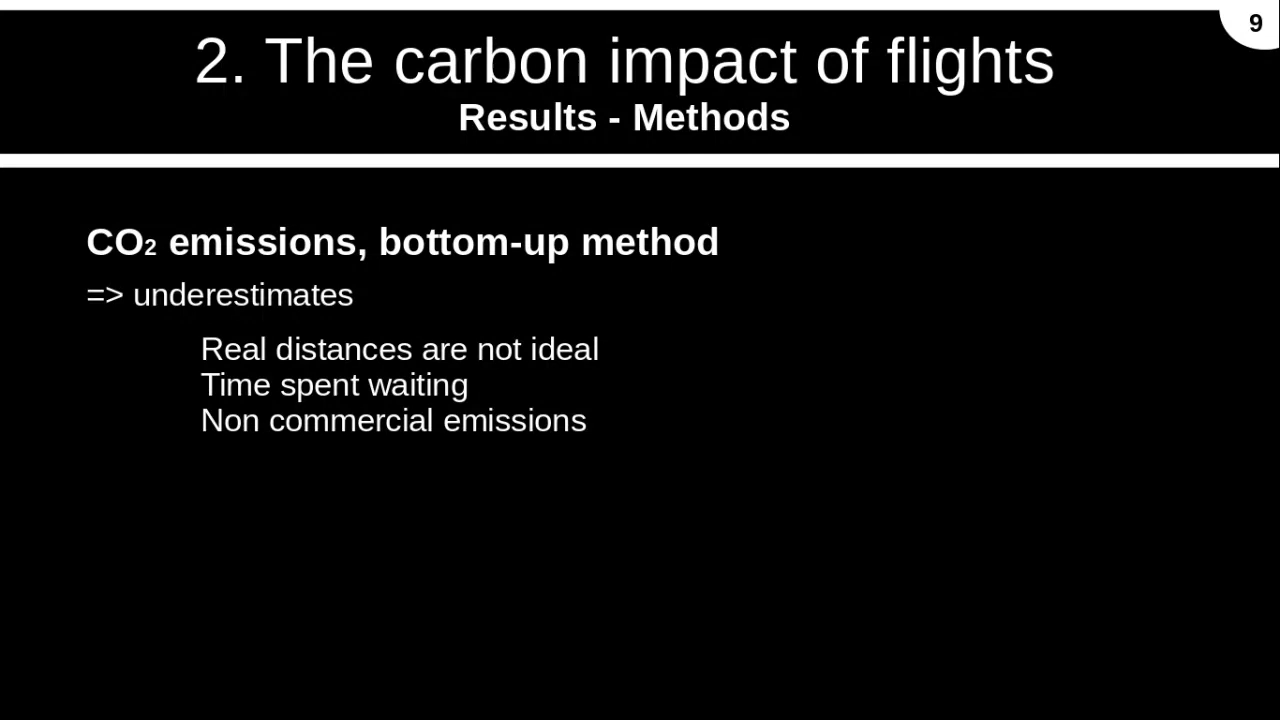 9
2. The carbon impact of flights
Results - Methods
CO₂ emissions, bottom-up method
=> underestimates
Real distances are not ideal
Time spent waiting
Non commercial emissions